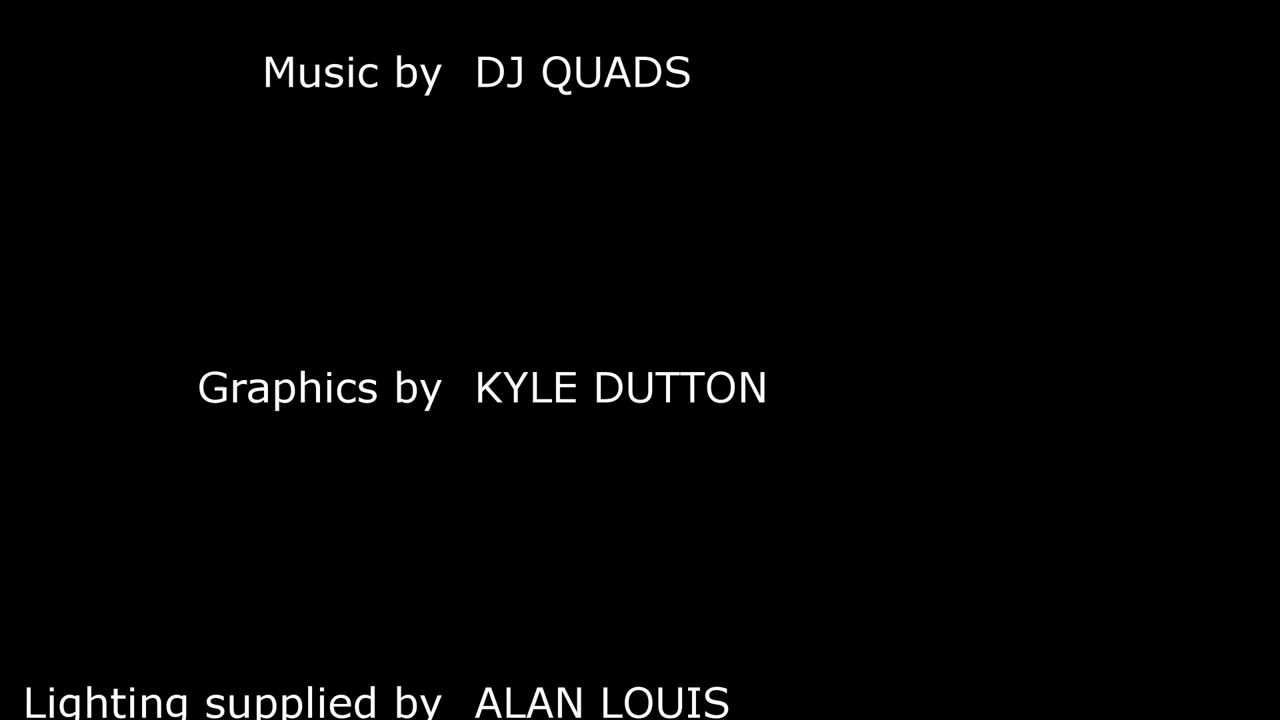 Music by DJ QUADS
Graphics by KYLE DUTTON
Lighting supplied by ALAN LOUIS